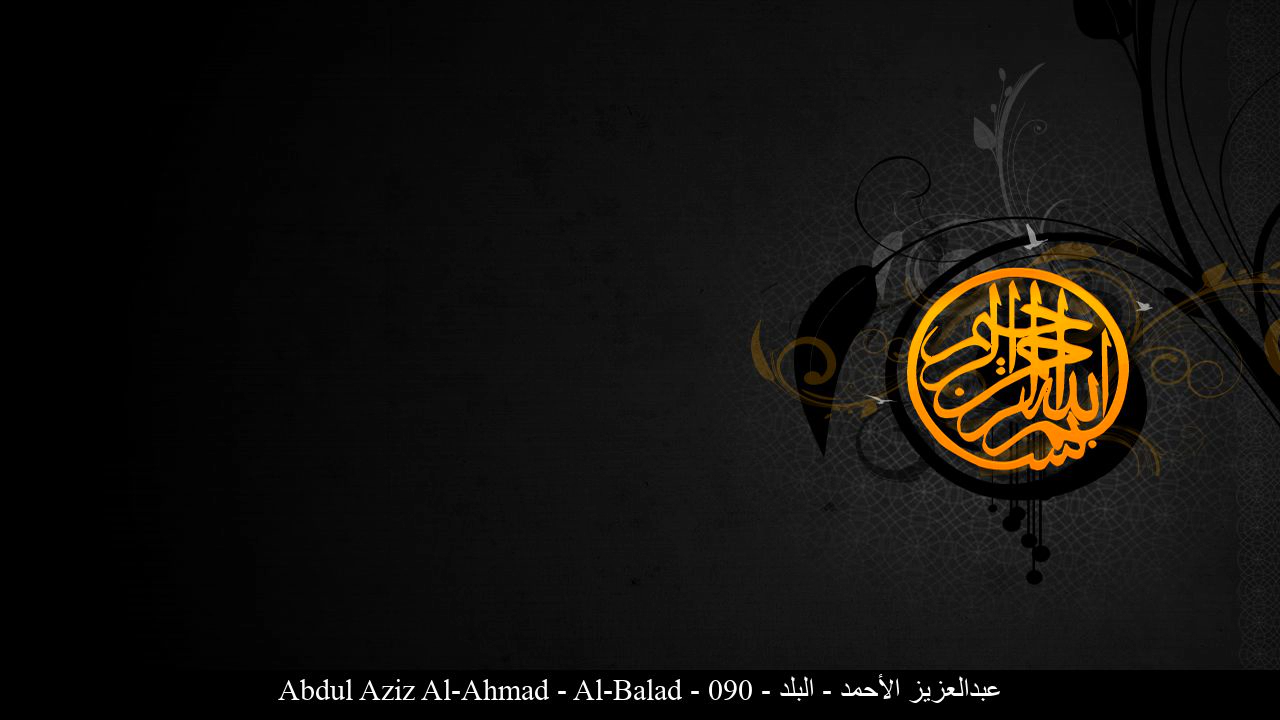 بسم الله الرحمن الرحيم
Abdul Aziz Al-Ahmad - Al-Balad - 090 - عبدالعزيز الأحمد - البلد